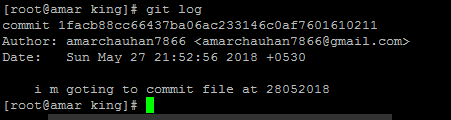 [root@amar king]# git log
commit 1facb88cc66437ba06ac233146c0af7601610211
Author: amarchauhan7866 <amarchauhan7866@gmail.com>
Date:   Sun May 27 21:52:56 2018 +0530
    i m goting to commit file at 28052018
[root@amar king]#